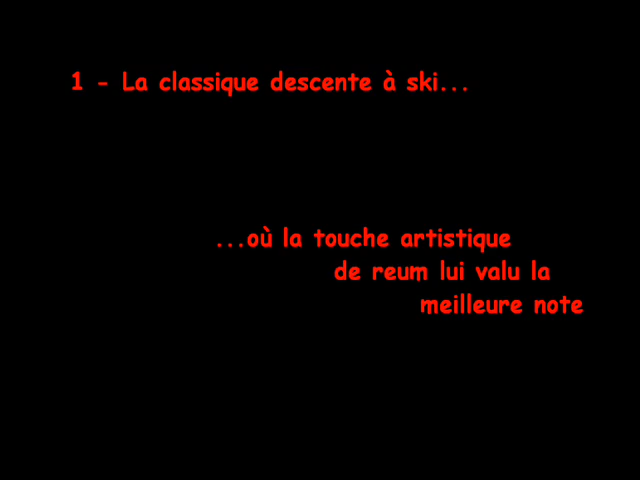 1 - La classique descente à ski...
...où la touche artistique
de reum lui valu la
meilleure note